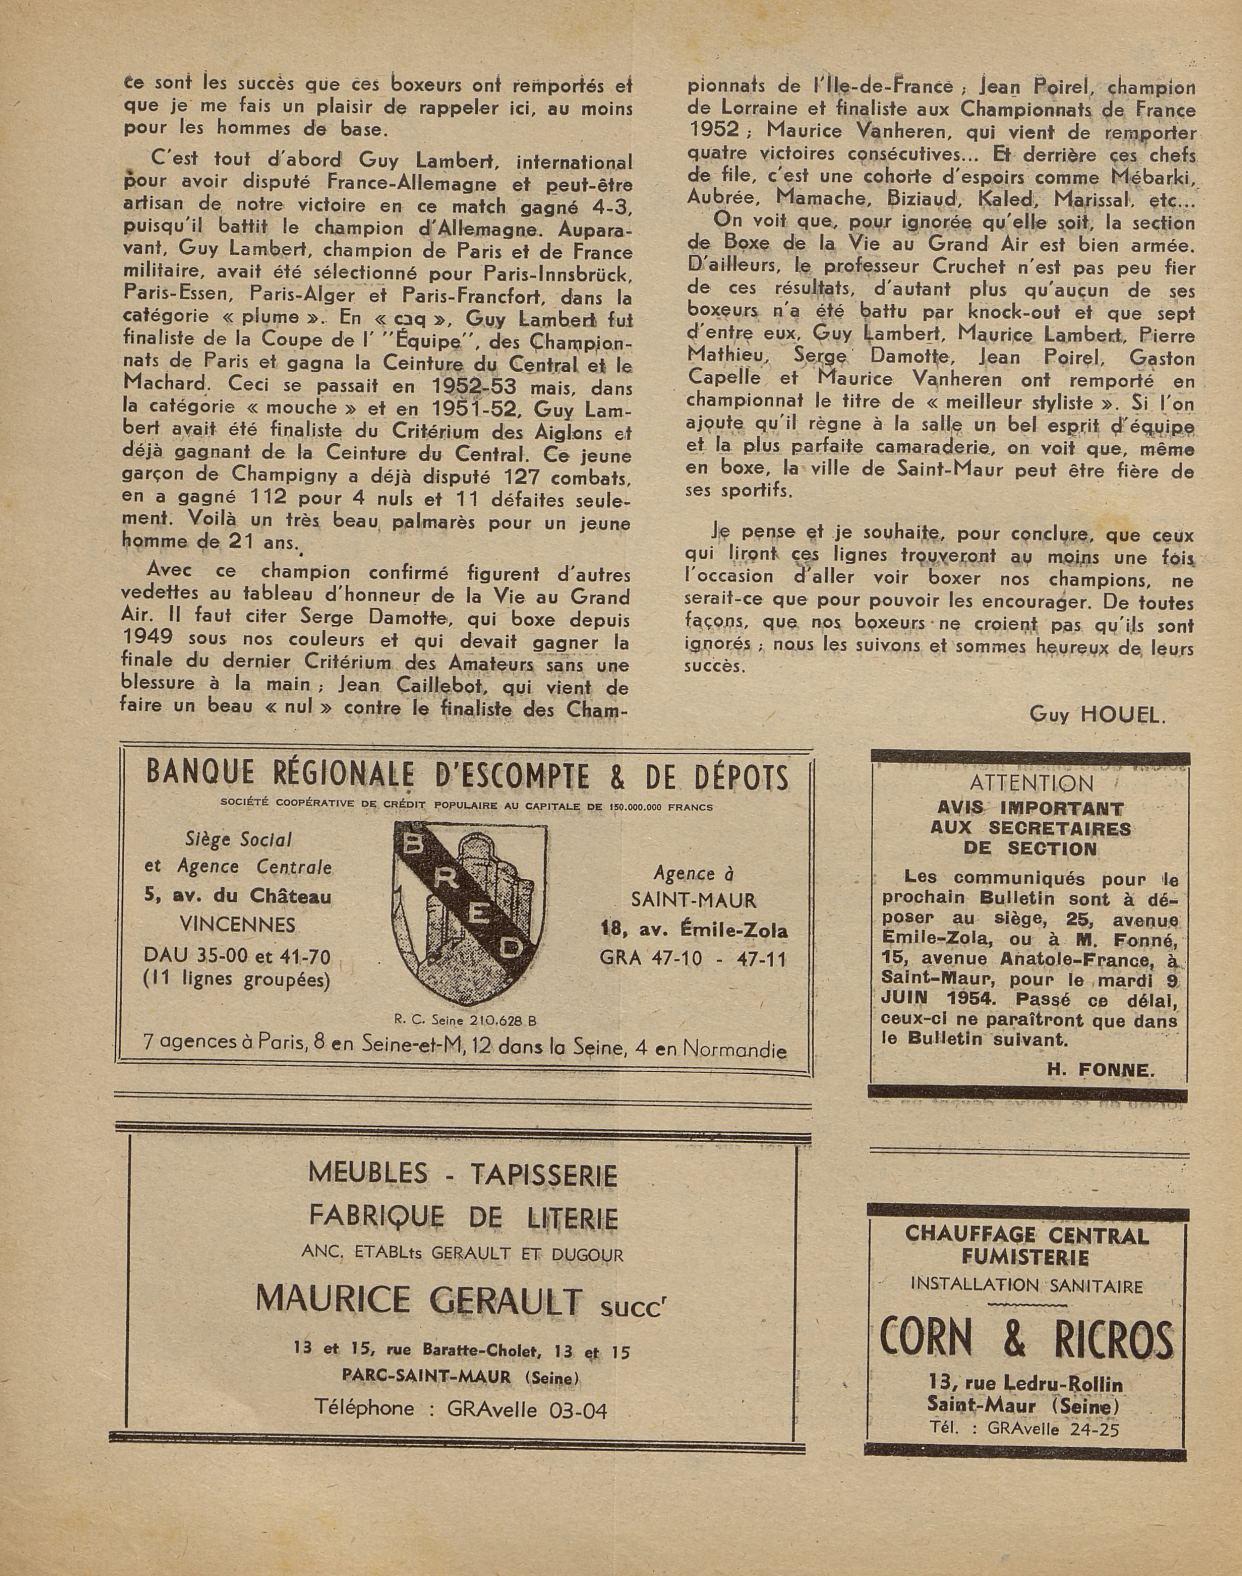 ce sont les succès que ces boxeurs ont remportés et
que je me fais un plaisir de rappeler ici, au moins
pour les hommes de base.
C'est tout d'abord Guy Lambert, international
pour avoir disputé France-Allemagne et peut-être
artisan de notre victoire en ce match gagné 4-3,
puisqu'il battit le champion d'Allemagne. Aupara-
vant, Guy Lambert, champion de Paris et de France
militaire, avait été sélectionné pour Paris-Innsbrück,
Paris-Essen, Paris-Alger et Paris-Francfort, dans la
catégorie « plume ». En « coq », Guy Lambert fut
finaliste de la Coupe de l' "Équipe", des Champion-
nats de Paris et gagna la Ceinture du Central et le
Machard. Ceci se passait en 1952-53 mais, dans
la catégorie « mouche » et en 1951-52, Guy Lam-
bert avait été finaliste du Critérium des Aiglons et
déjà gagnant de la Ceinture du Central. Ce jeune
garçon de Champigny a déjà disputé 127 combats,
en a gagné 112 pour 4 nuls et 11 défaites seule-
ment. Voilà un très beau palmarès pour un jeune
homme de 21 ans.
Avec ce champion confirmé figurent d'autres
vedettes au tableau d'honneur de la Vie au Grand
Air. Il faut citer Serge Damotte, qui boxe depuis
1949 sous nos couleurs et qui devait gagner la
finale du dernier Critérium des Amateurs sans une
blessure à la main ; Jean Caillebot, qui vient de
faire un beau « nul » contre le finaliste des Cham-
pionnats de l'Ile-de-France ; Jean Poirel, champion
de Lorraine et finaliste aux Championnats de France
1952 ; Maurice Vanheren, qui vient de remporter
quatre victoires consécutives... Et derrière ces chefs
de file, c'est une cohorte d'espoirs comme Mébarki,
Aubrée, Mamache, Biziaud, Kaled, Marissal, etc...
On voit que, pour ignorée qu'elle soit, la section
de Boxe de la Vie au Grand Air est bien armée.
D'ailleurs, le professeur Cruchet n'est pas peu fier
de ces résultats, d'autant plus qu'aucun de ses
boxeurs n'a été battu par knock-out et que sept
d'entre eux, Guy Lambert, Maurice Lambert, Pierre
Mathieu, Serge Damotte, Jean Poirel, Gaston
Capelle et Maurice Vanheren ont remporté en
championnat le titre de « meilleur styliste ». Si l'on
ajoute qu'il règne à la salle un bel esprit d'équipe
et la plus parfaite camaraderie, on voit que, même
en boxe, la ville de Saint-Maur peut être fière de
ses sportifs.
Je pense et je souhaite, pour conclure, que ceux
qui liront ces lignes trouveront au moins une fois
l'occasion d'aller voir boxer nos champions, ne
serait-ce que pour pouvoir les encourager. De toutes
façons, que nos boxeurs ne croient pas qu'ils sont
ignorés ; nous les suivons et sommes heureux de leurs
succès.
Guy HOUEL.
BANQUE RÉGIONALE D'ESCOMPTE & DE DÉPOTS
SOCIÉTÉ COOPÉRATIVE DE CRÉDIT POPULAIRE AU CAPITALE DE 150.000.000 FRANCS
Siège Social
et Agence Centrale
5, av. du Château
VINCENNES
DAU 35-00 et 41-70
(11 lignes groupées)
BRED
R. C. Seine 210.628 B
Agence à
SAINT-MAUR
18, av. Émile-Zola
GRA 47-10 - 47-11
7 agences à Paris, 8 en Seine-et-M, 12 dans la Seine, 4 en Normandie
ATTENTION
AVIS IMPORTANT
AUX SECRETAIRES
DE SECTION
Les communiqués pour le
prochain Bulletin sont à dé-
poser au siège, 25, avenue
Emile-Zola, ou à M. Fonné,
15, avenue Anatole-France, à
Saint-Maur, pour le mardi 9
JUIN 1954. Passé ce délai,
ceux-ci ne paraîtront que dans
le Bulletin suivant.
H. FONNE.
MEUBLES - TAPISSERIE
FABRIQUE DE LITERIE
ANC. ETABLts GERAULT ET DUGOUR
MAURICE GERAULT succr
13 et 15, rue Baratte-Cholet, 13 et 15
PARC-SAINT-MAUR (Seine)
Téléphone : GRAvelle 03-04
CHAUFFAGE CENTRAL
FUMISTERIE
INSTALLATION SANITAIRE
CORN & RICROS
13, rue Ledru-Rollin
Saint-Maur (Seine)
Tél. : GRAvelle 24-25